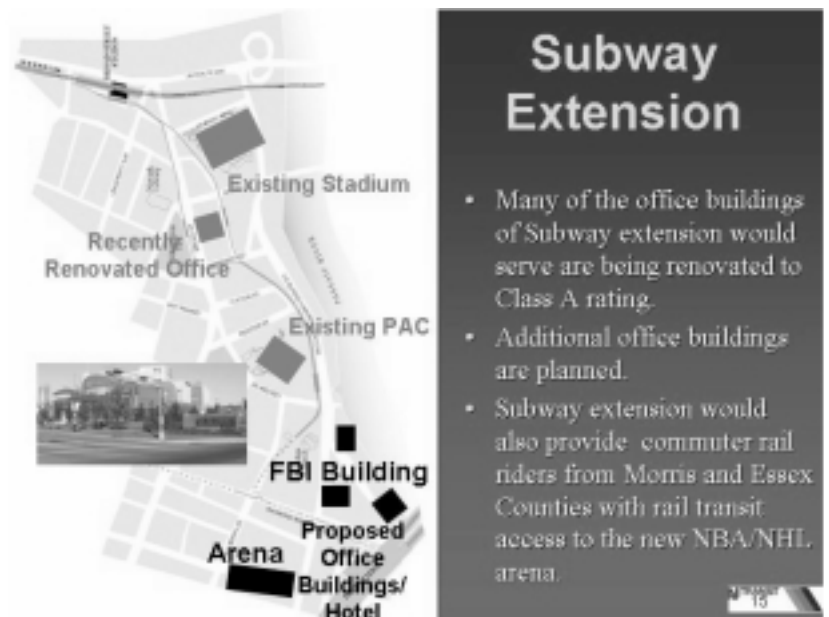 Subway
Extension
Existing Stadium
Recently
Renovated Office
Existing PAC
FBI Building
Proposed
Office
Buildings/
Hotel
Arena
• Many of the office buildings
of Subway extension would
serve are being renovated to
Class A rating.
• Additional office buildings
are planned.
• Subway extension would
also provide commuter rail
riders from Morris and Essex
Counties with rail transit
access to the new NBA/NHL
arena.
15